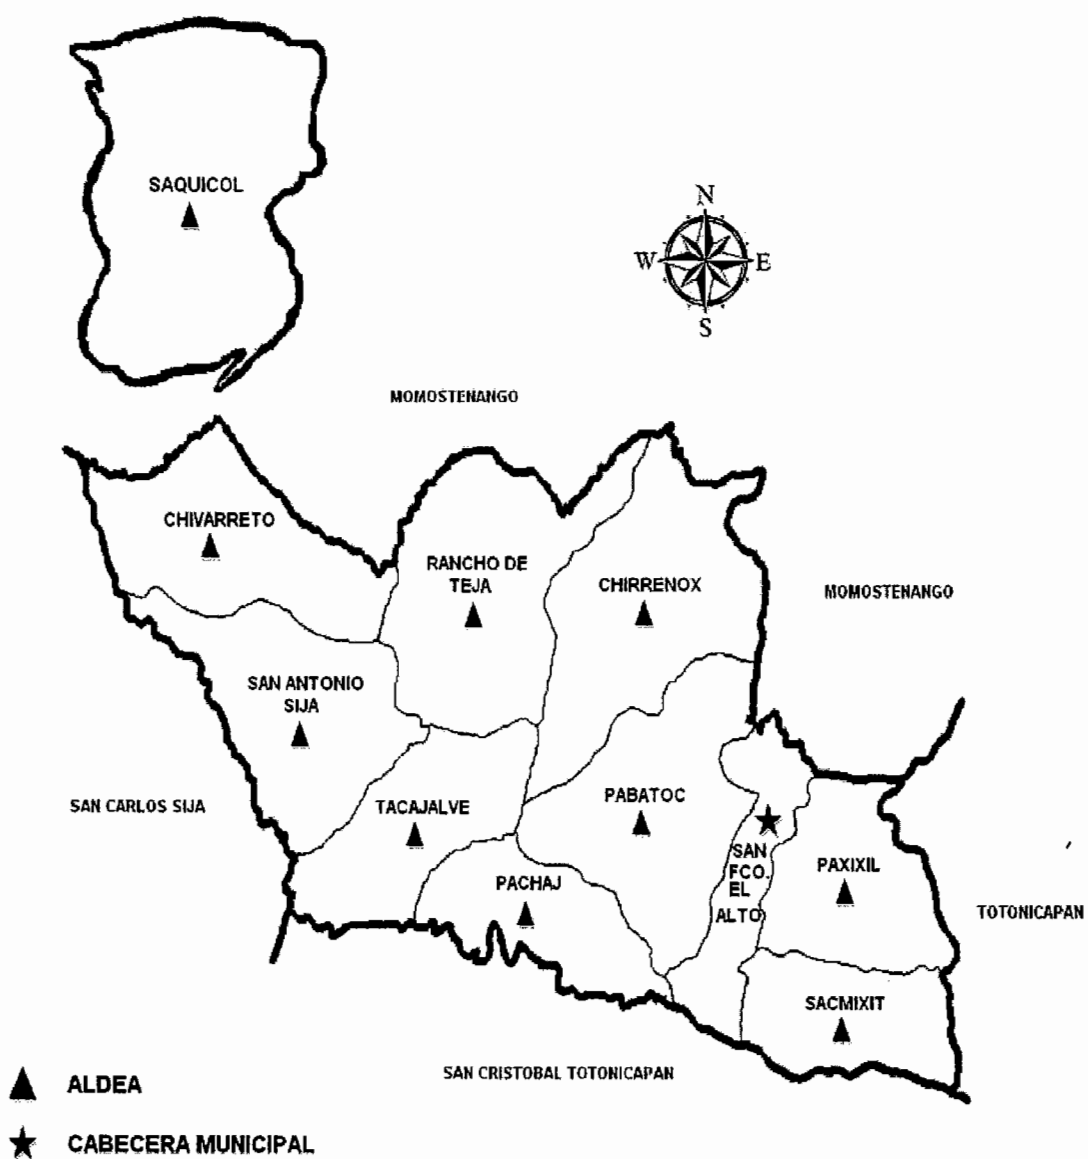 SAQUICOL
N
W E
S
MOMOSTENANGO
CHIVARRETO
RANCHO DE
TEJA
CHIRRENOX
MOMOSTENANGO
SAN ANTONIO
SIJA
SAN CARLOS SIJA
TACAJALVE
PABATOC
SAN
FCO.
EL
ALTO
PAXIXIL
PACHAJ
TOTONICAPAN
SACMIXIT
SAN CRISTOBAL TOTONICAPAN
ALDEA
CABECERA MUNICIPAL